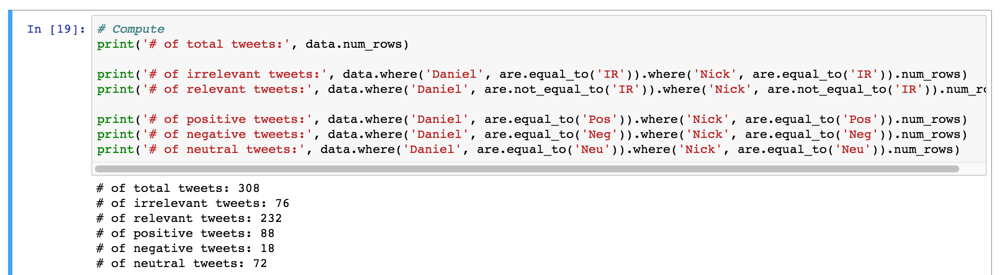 In [19]:
# Compute
print('# of total tweets:', data.num_rows)
print('# of irrelevant tweets:', data.where('Daniel', are.equal_to('IR')).where('Nick', are.equal_to('IR')).num_rows)
print('# of relevant tweets:', data.where('Daniel', are.not_equal_to('IR')).where('Nick', are.not_equal_to('IR')).num_ro
print('# of positive tweets:', data.where('Daniel', are.equal_to('Pos')).where('Nick', are.equal_to('Pos')).num_rows)
print('# of negative tweets:', data.where('Daniel', are.equal_to('Neg')).where('Nick', are.equal_to('Neg')).num_rows)
print('# of neutral tweets:', data.where('Daniel', are.equal_to('Neu')).where('Nick', are.equal_to('Neu')).num_rows)
# of total tweets: 308
# of irrelevant tweets: 76
# of relevant tweets: 232
# of positive tweets: 88
# of negative tweets: 18
# of neutral tweets: 72